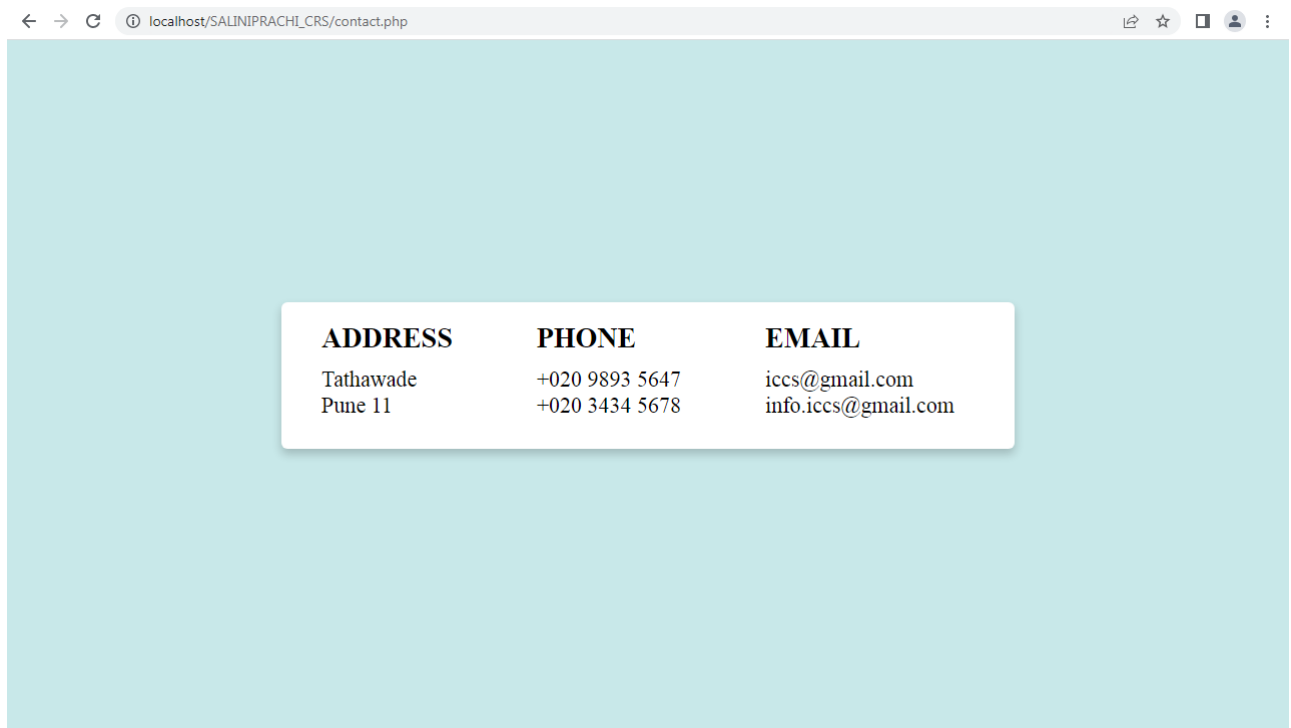 localhost/SALINIPRACHI_CRS/contact.php
ADDRESS
Tathawade
Pune 11
PHONE
+020 9893 5647
+020 3434 5678
EMAIL
iccs@gmail.com
info.iccs@gmail.com